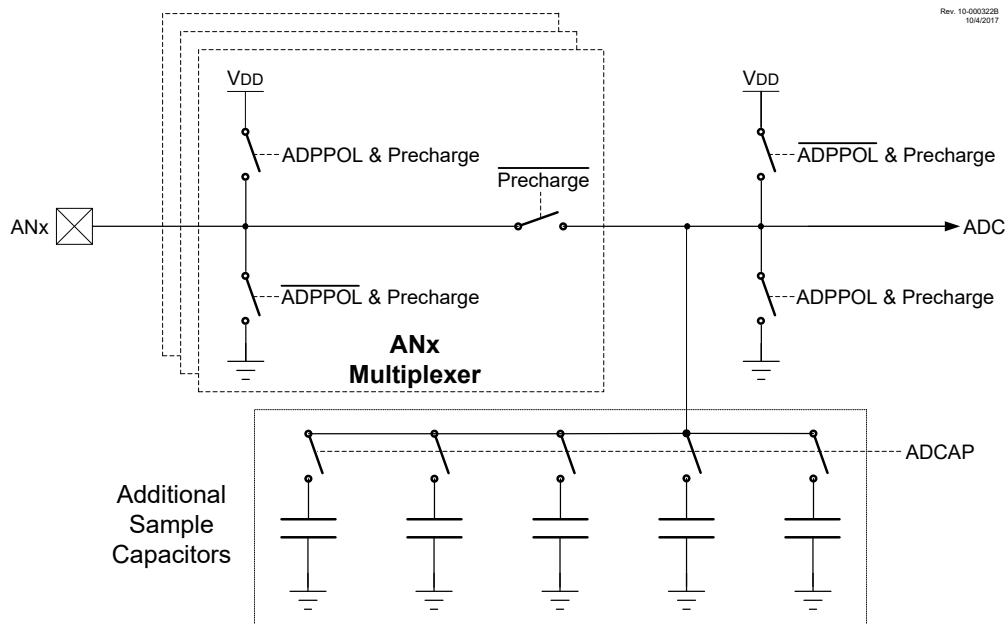 Rev. 10-000322B
10/4/2017
VDD
VDD
ADPPOL & Precharge
ADPPOL & Precharge
Precharge
ANx
ADC
ADPPOL & Precharge
ADPPOL & Precharge
ANx
Multiplexer
ADCAP
Additional
Sample
Capacitors